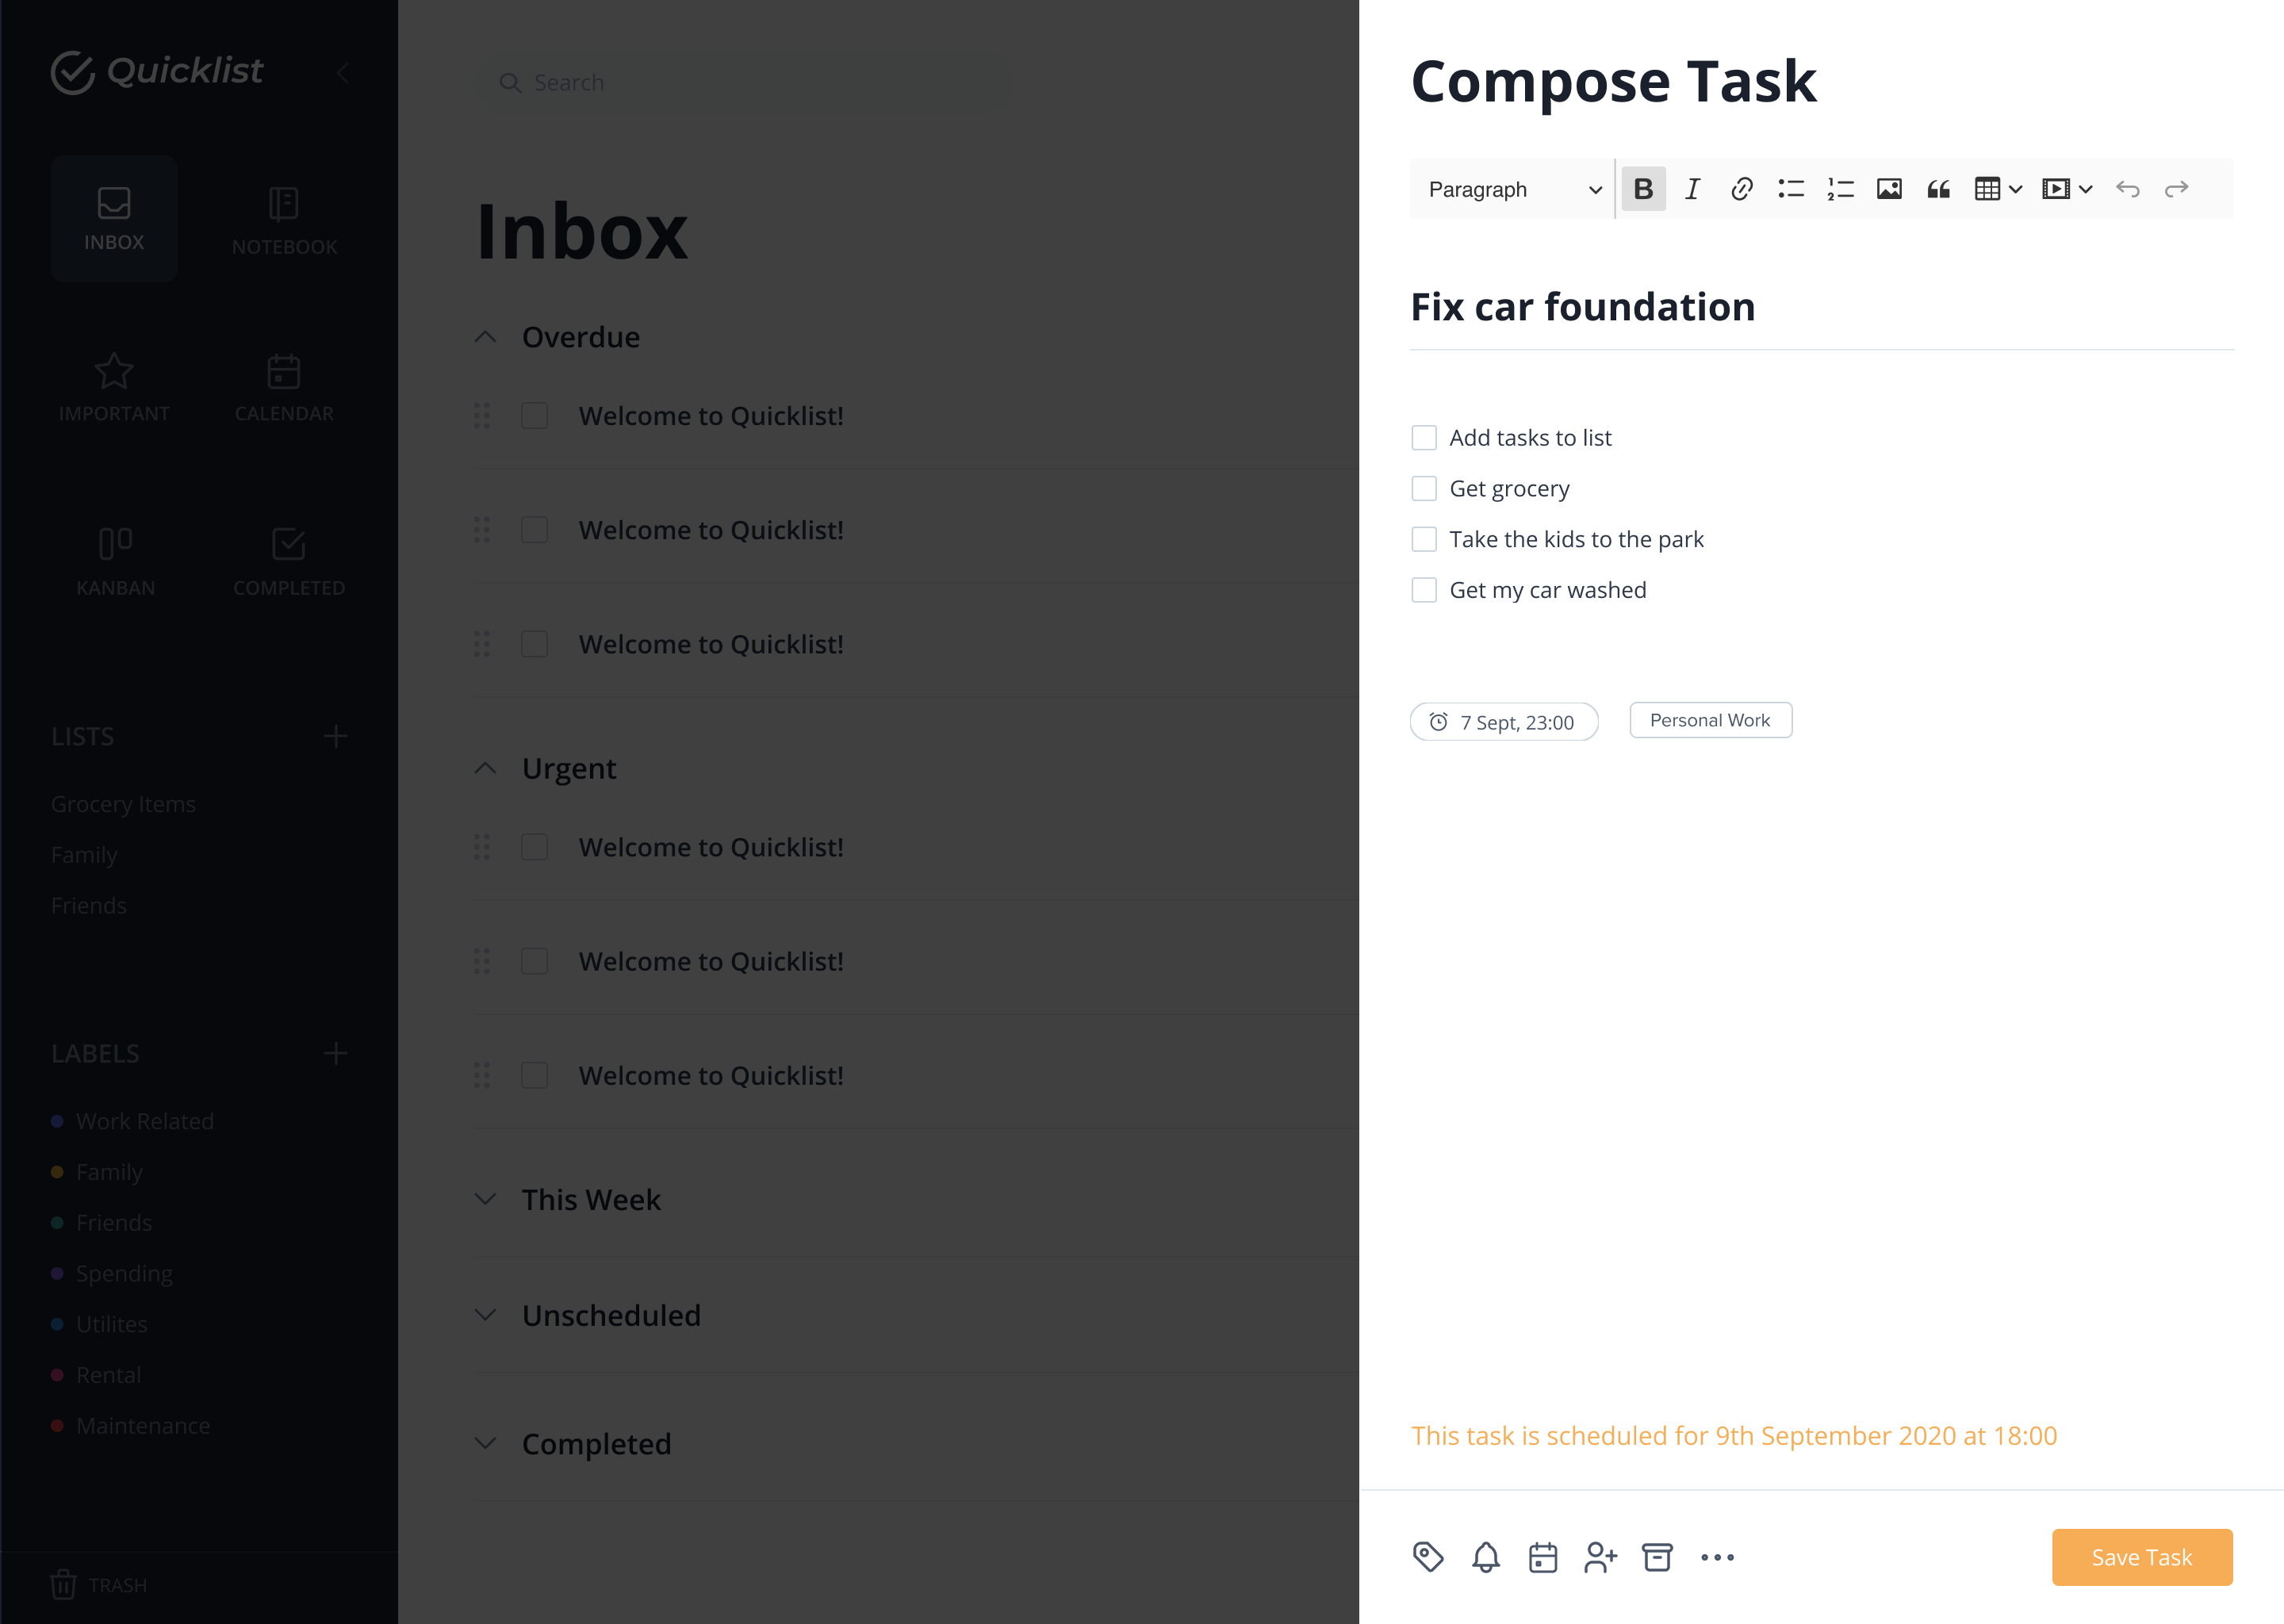 Quicklist
INBOX
NOTEBOOK
IMPORTANT
CALENDAR
KANBAN
COMPLETED
LISTS
Grocery Items
Family
Friends
LABELS
Work Related
Family
Friends
Spending
Utilites
Rental
Maintenance
TRASH
Search
Inbox
Overdue
Welcome to Quicklist!
Welcome to Quicklist!
Welcome to Quicklist!
Urgent
Welcome to Quicklist!
Welcome to Quicklist!
Welcome to Quicklist!
This Week
Unscheduled
Completed
Compose Task
Paragraph B I
Fix car foundation
Add tasks to list
Get grocery
Take the kids to the park
Get my car washed
7 Sept, 23:00 Personal Work
This task is scheduled for 9th September 2020 at 18:00
Save Task